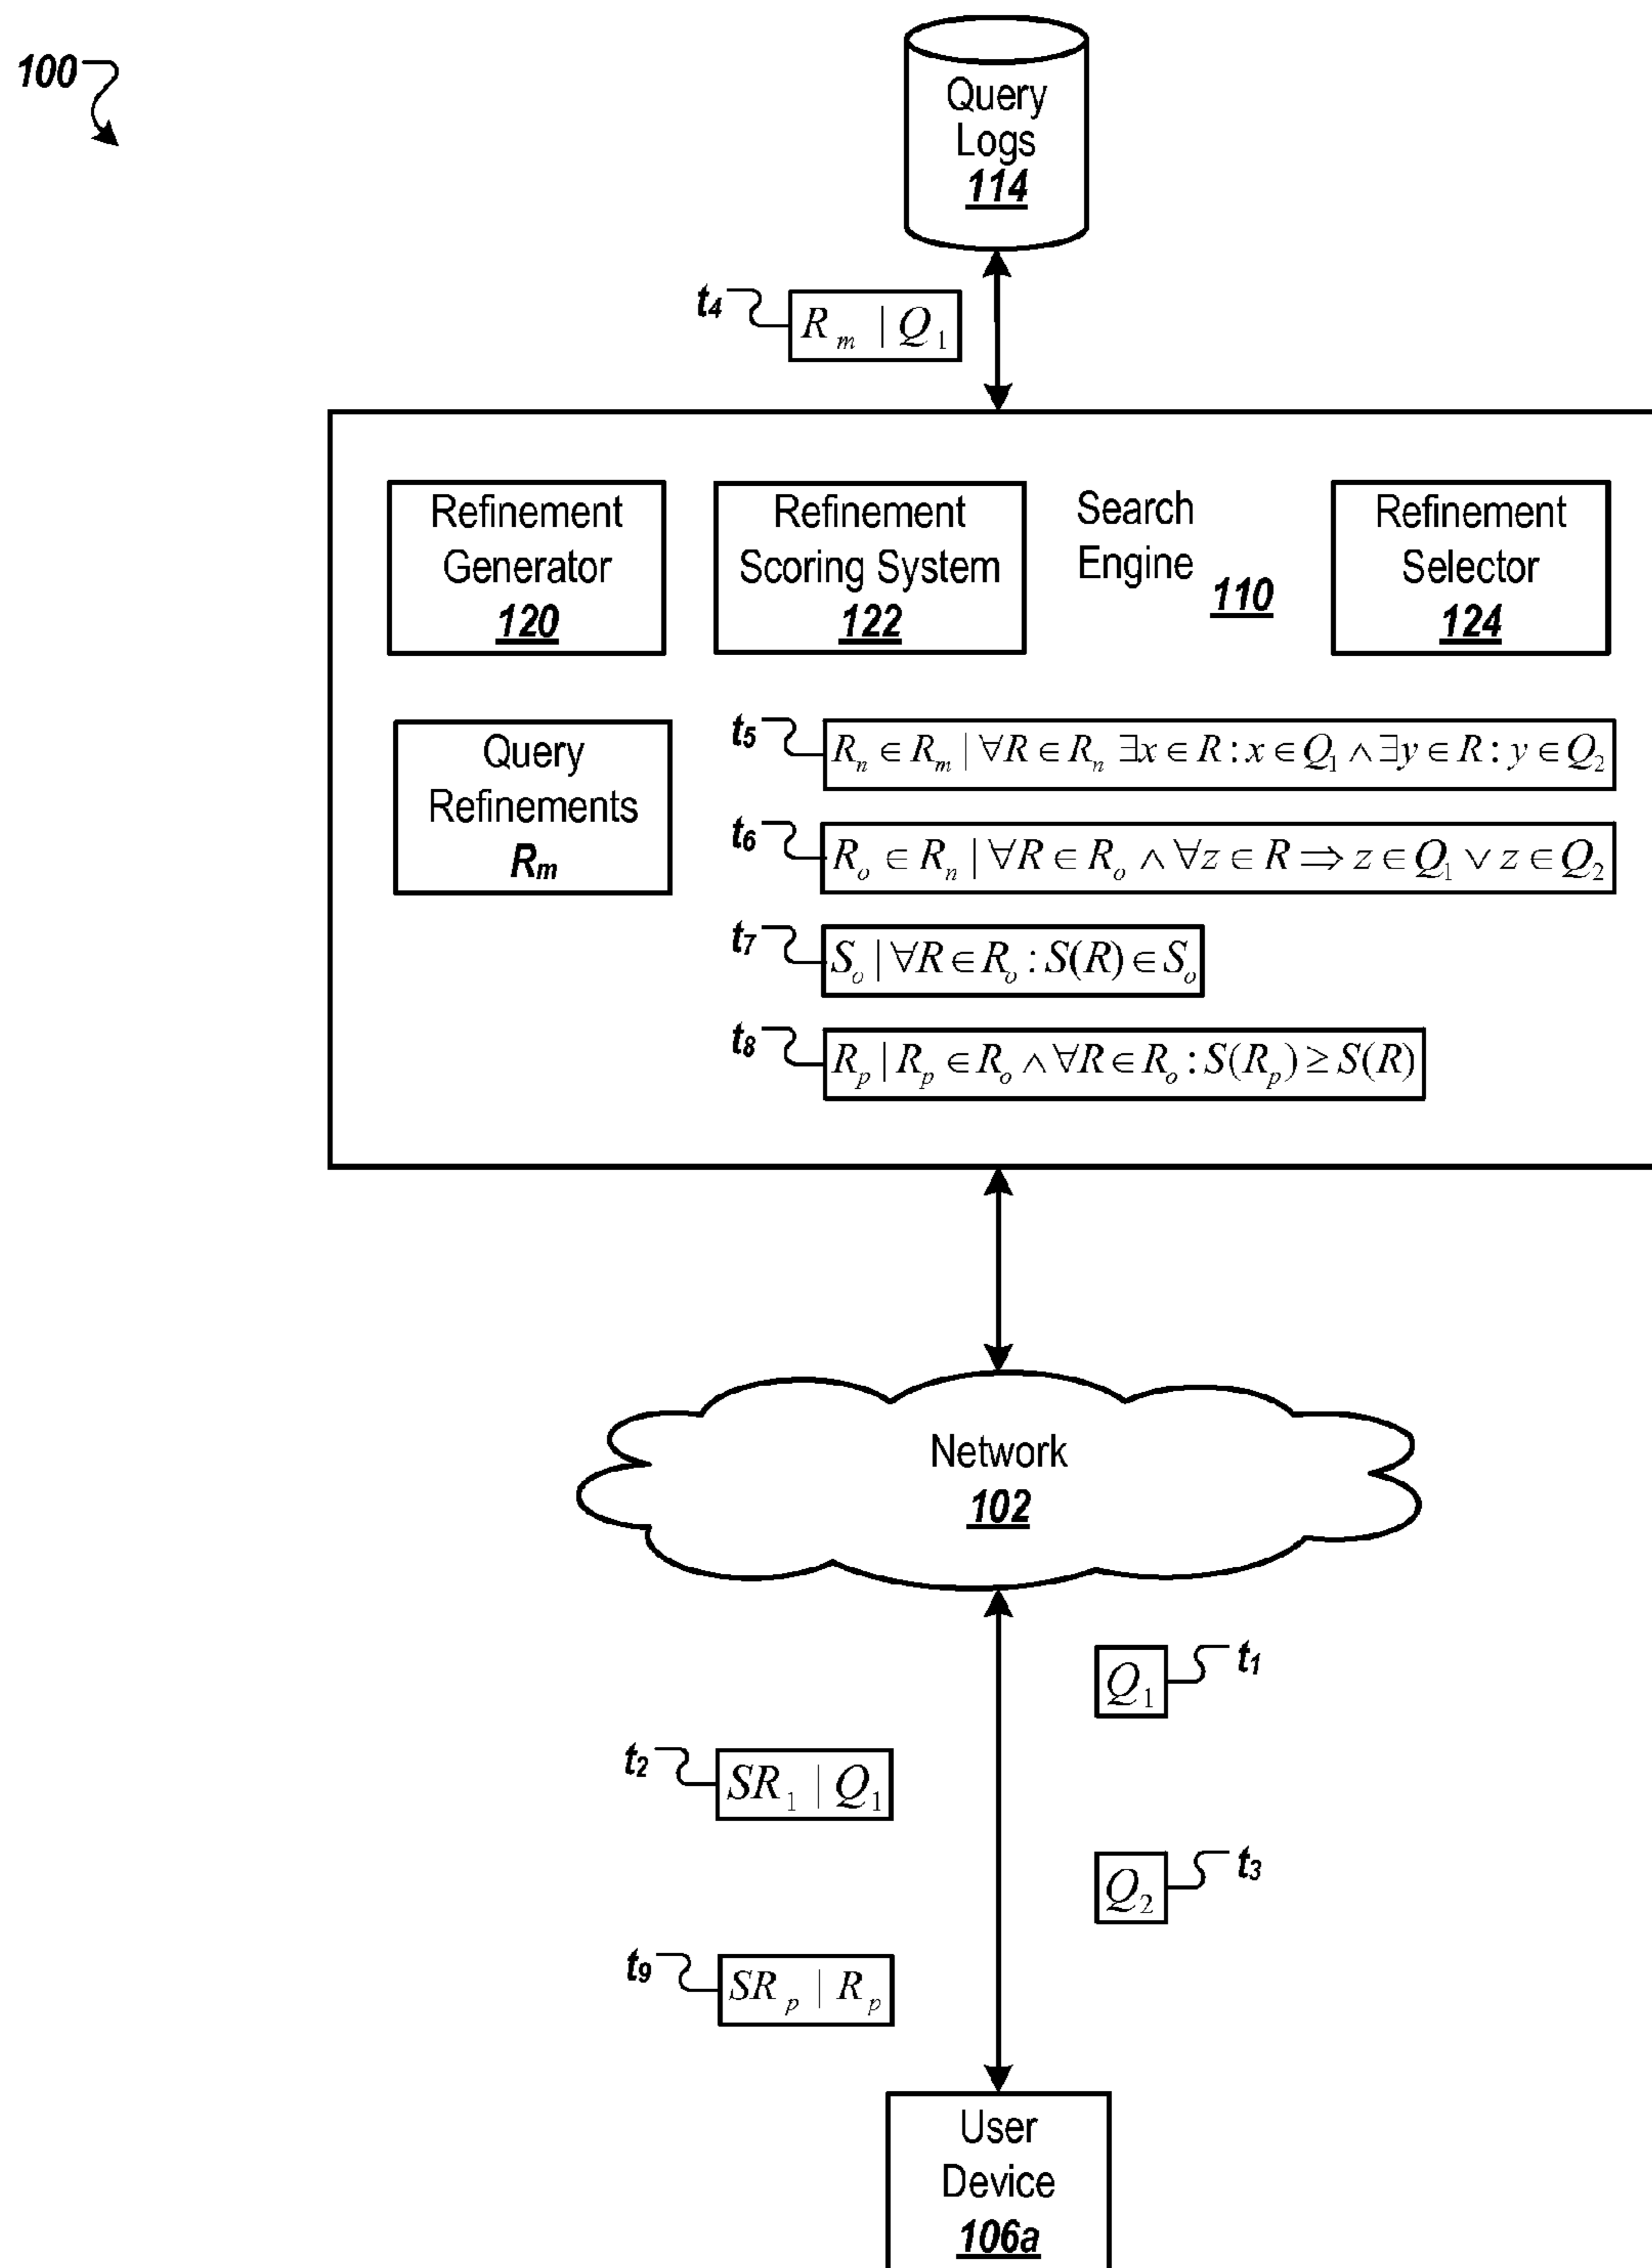 100
Query
Logs
114
t4
R_m | Q_1
Refinement
Generator
120
Refinement
Scoring System
122
Search
Engine
110
Refinement
Selector
124
Query
Refinements
Rm
t5
R_n ∈ R_m | ∀R ∈ R_n ∃x ∈ R : x ∈ Q_1 ∧ ∃y ∈ R : y ∈ Q_2
t6
R_o ∈ R_n | ∀R ∈ R_o ∧ ∀z ∈ R ⇒ z ∈ Q_1 ∨ z ∈ Q_2
t7
S_o | ∀R ∈ R_o : S(R) ∈ S_o
t8
R_p | R_p ∈ R_o ∧ ∀R ∈ R_o : S(R_p) ≥ S(R)
Network
102
Q_1
t1
t2
SR_1 | Q_1
Q_2
t3
t9
SR_p | R_p
User
Device
106a